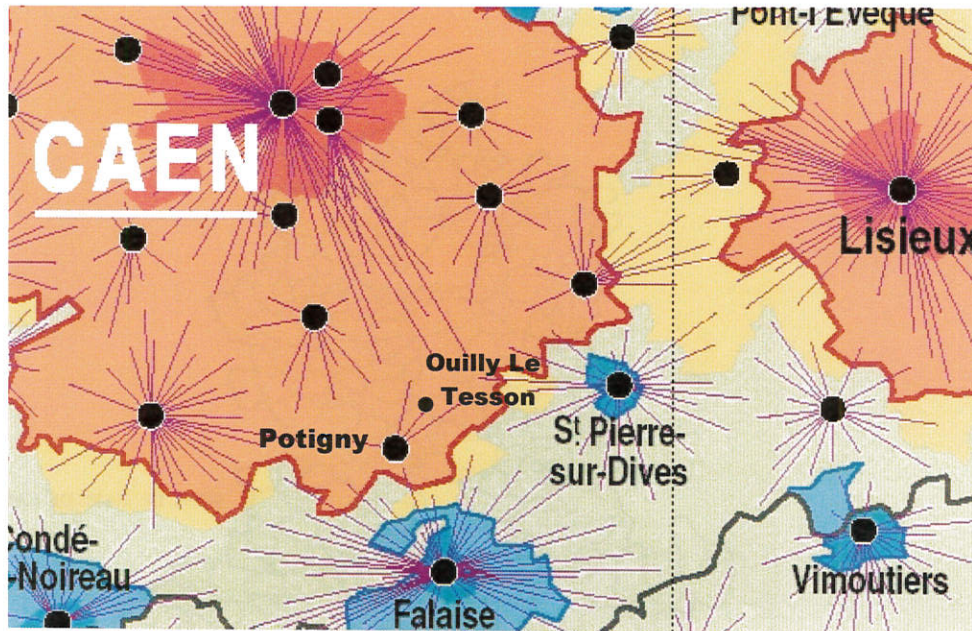 Pont-l'Evêque
CAEN
Lisieux
Ouilly Le
Tesson
Potigny
St Pierre-
sur-Dives
Condé-
-Noireau
Falaise
Vimoutiers